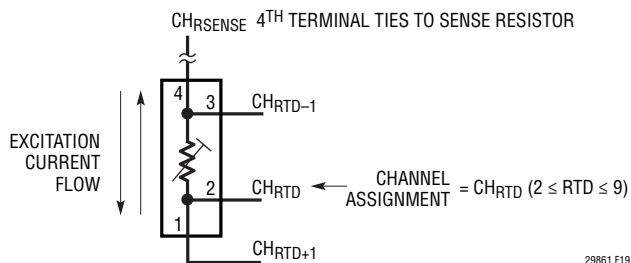 CHRSENSE 4TH TERMINAL TIES TO SENSE RESISTOR
4
3
CHRTD–1
EXCITATION
CURRENT
FLOW
2
CHRTD
CHANNEL
ASSIGNMENT
= CHRTD (2 ≤ RTD ≤ 9)
1
CHRTD+1
29861 F19